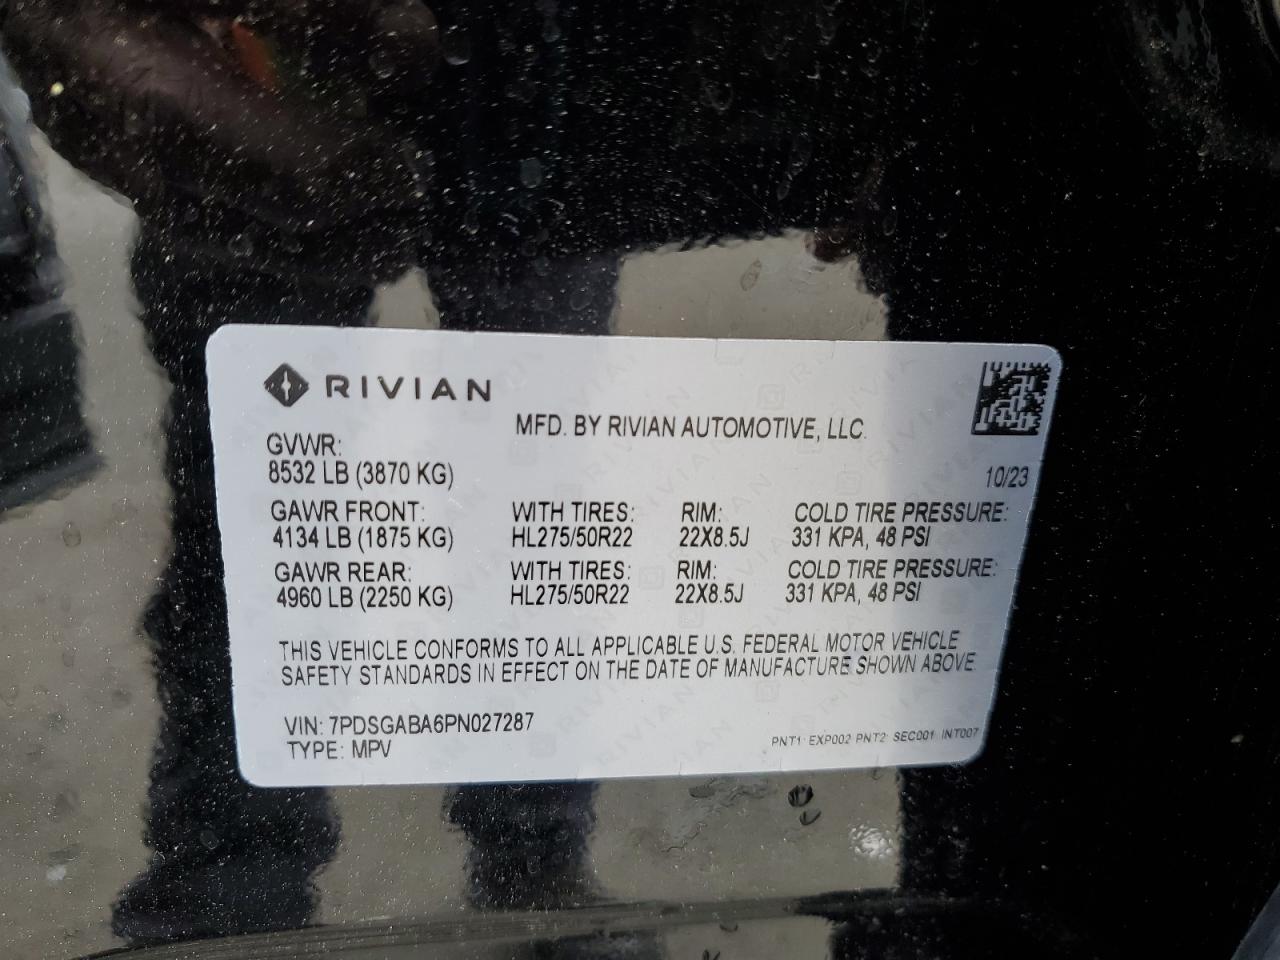 RIVIAN
MFD. BY RIVIAN AUTOMOTIVE, LLC.
GVWR:
8532 LB (3870 KG)
10/23
GAWR FRONT: WITH TIRES: RIM: COLD TIRE PRESSURE:
4134 LB (1875 KG) HL275/50R22 22X8.5J 331 KPA, 48 PSI
GAWR REAR: WITH TIRES: RIM: COLD TIRE PRESSURE:
4960 LB (2250 KG) HL275/50R22 22X8.5J 331 KPA, 48 PSI
THIS VEHICLE CONFORMS TO ALL APPLICABLE U.S. FEDERAL MOTOR VEHICLE
SAFETY STANDARDS IN EFFECT ON THE DATE OF MANUFACTURE SHOWN ABOVE
VIN: 7PDSGABA6PN027287
TYPE: MPV
PNT1: EXP002 PNT2: SEC001 INT007